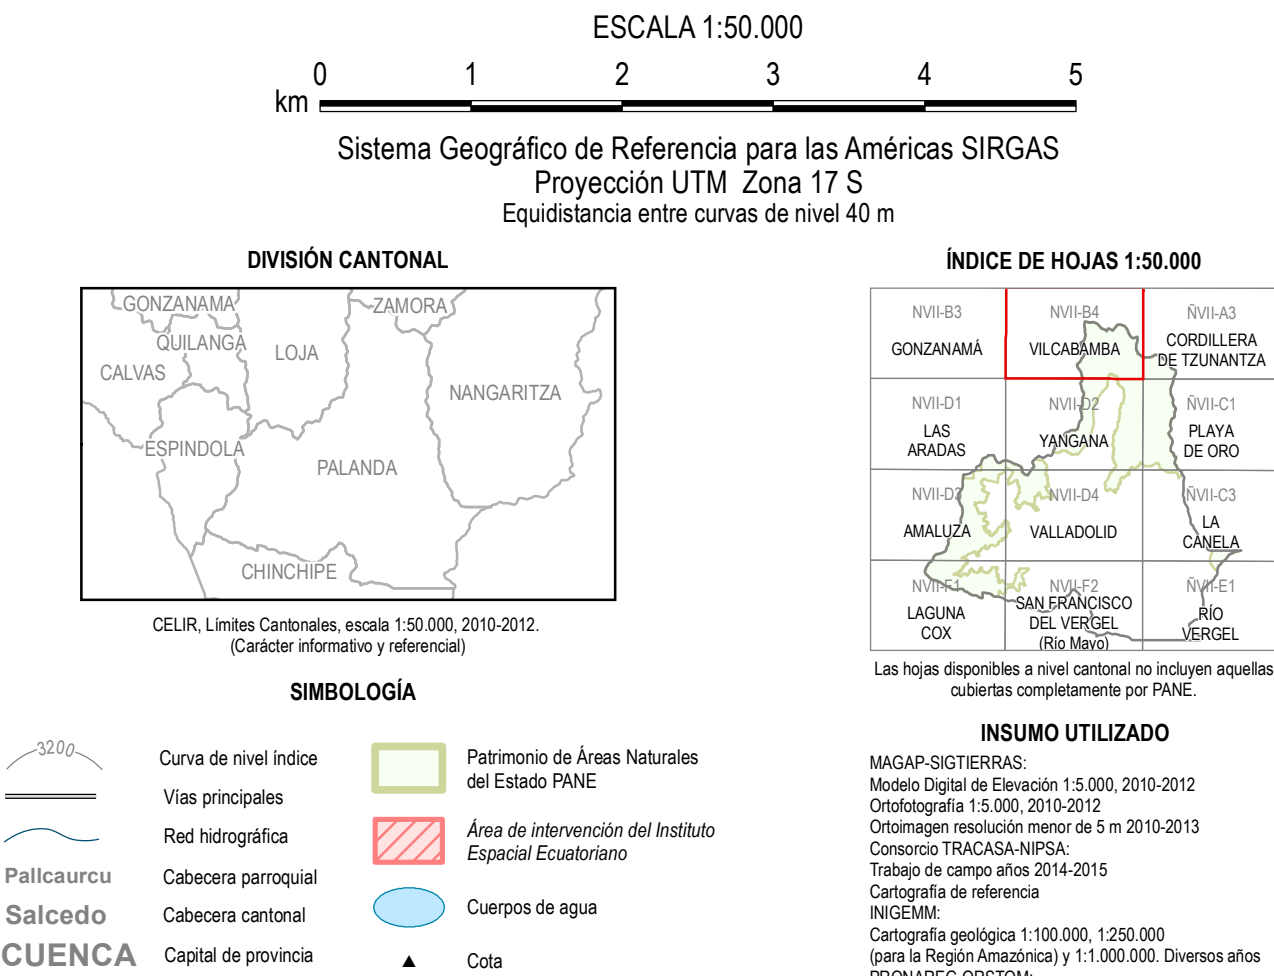 ESCALA 1:50.000
0 1 2 3 4 5
km
Sistema Geográfico de Referencia para las Américas SIRGAS
Proyección UTM Zona 17 S
Equidistancia entre curvas de nivel 40 m
DIVISIÓN CANTONAL
GONZANAMA
ZAMORA
QUILANGA
LOJA
CALVAS
NANGARITZA
ESPINDOLA
PALANDA
CHINCHIPE
CELIR, Límites Cantonales, escala 1:50.000, 2010-2012.
(Carácter informativo y referencial)
ÍNDICE DE HOJAS 1:50.000
NVII-B3 NVII-B4 ÑVII-A3
GONZANAMÁ VILCABAMBA CORDILLERA
DE TZUNANTZA
NVII-D1 NVII-D2 ÑVII-C1
LAS
ARADAS
YANGANA
PLAYA
DE ORO
NVII-D3 NVII-D4 ÑVII-C3
AMALUZA VALLADOLID
LA
CANELA
NVII-F1 NVII-F2 ÑVII-E1
LAGUNA
COX
SAN FRANCISCO
DEL VERGEL
(Río Mayo)
RÍO
VERGEL
Las hojas disponibles a nivel cantonal no incluyen aquellas
cubiertas completamente por PANE.
SIMBOLOGÍA
3200 Curva de nivel índice
Vías principales
Red hidrográfica
Pallcaurcu Cabecera parroquial
Salcedo Cabecera cantonal
CUENCA Capital de provincia
Patrimonio de Áreas Naturales
del Estado PANE
Área de intervención del Instituto
Espacial Ecuatoriano
Cuerpos de agua
Cota
INSUMO UTILIZADO
MAGAP-SIGTIERRAS:
Modelo Digital de Elevación 1:5.000, 2010-2012
Ortofotografía 1:5.000, 2010-2012
Ortoimagen resolución menor de 5 m 2010-2013
Consorcio TRACASA-NIPSA:
Trabajo de campo años 2014-2015
Cartografía de referencia
INIGEMM:
Cartografía geológica 1:100.000, 1:250.000
(para la Región Amazónica) y 1:1.000.000. Diversos años
PRONAREG-ORSTOM: